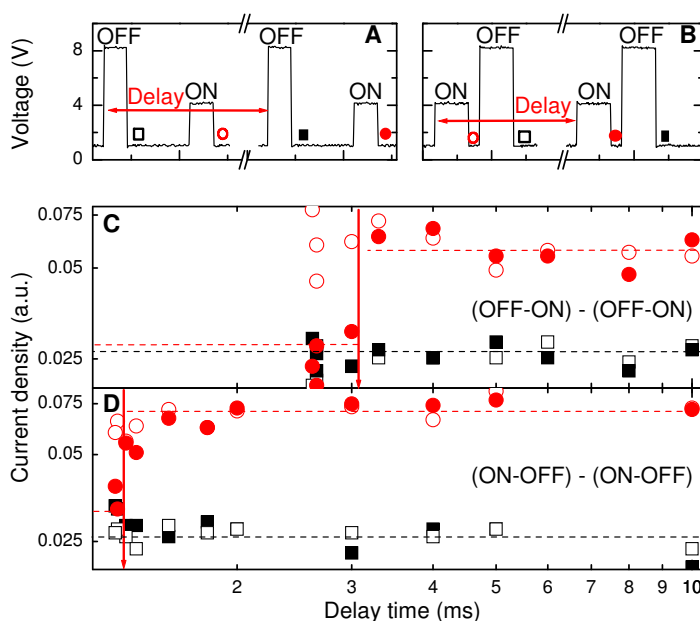 OFF OFF A
ON ON
Delay
OFF OFF B
ON ON
Delay
Voltage (V)
8
4
0
C
0.075
0.05
0.025
(OFF-ON) - (OFF-ON)
D
0.075
0.05
0.025
(ON-OFF) - (ON-OFF)
Current density (a.u.)
2 3 4 5 6 7 8 9 10
Delay time (ms)